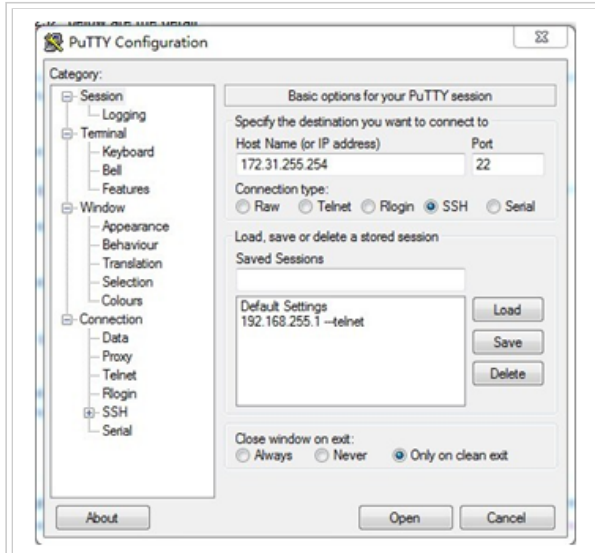 below are the detail
PuTTY Configuration
Category:
Session
Logging
Terminal
Keyboard
Bell
Features
Window
Appearance
Behaviour
Translation
Selection
Colours
Connection
Data
Proxy
Telnet
Rlogin
SSH
Serial
Basic options for your PuTTY session
Specify the destination you want to connect to
Host Name (or IP address) Port
172.31.255.254 22
Connection type:
Raw Telnet Rlogin SSH Serial
Load, save or delete a stored session
Saved Sessions
Default Settings
192.168.255.1 --telnet
Load
Save
Delete
Close window on exit:
Always Never Only on clean exit
About Open Cancel